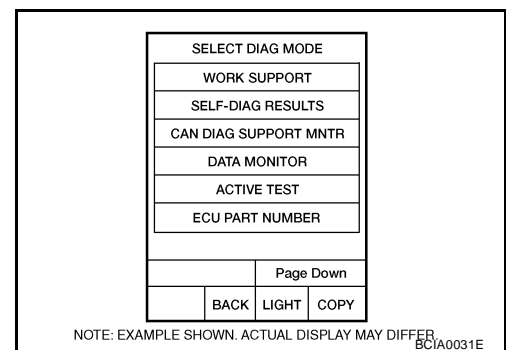 SELECT DIAG MODE
WORK SUPPORT
SELF-DIAG RESULTS
CAN DIAG SUPPORT MNTR
DATA MONITOR
ACTIVE TEST
ECU PART NUMBER
Page Down
BACK LIGHT COPY
NOTE: EXAMPLE SHOWN. ACTUAL DISPLAY MAY DIFFER.
BCIA0031E